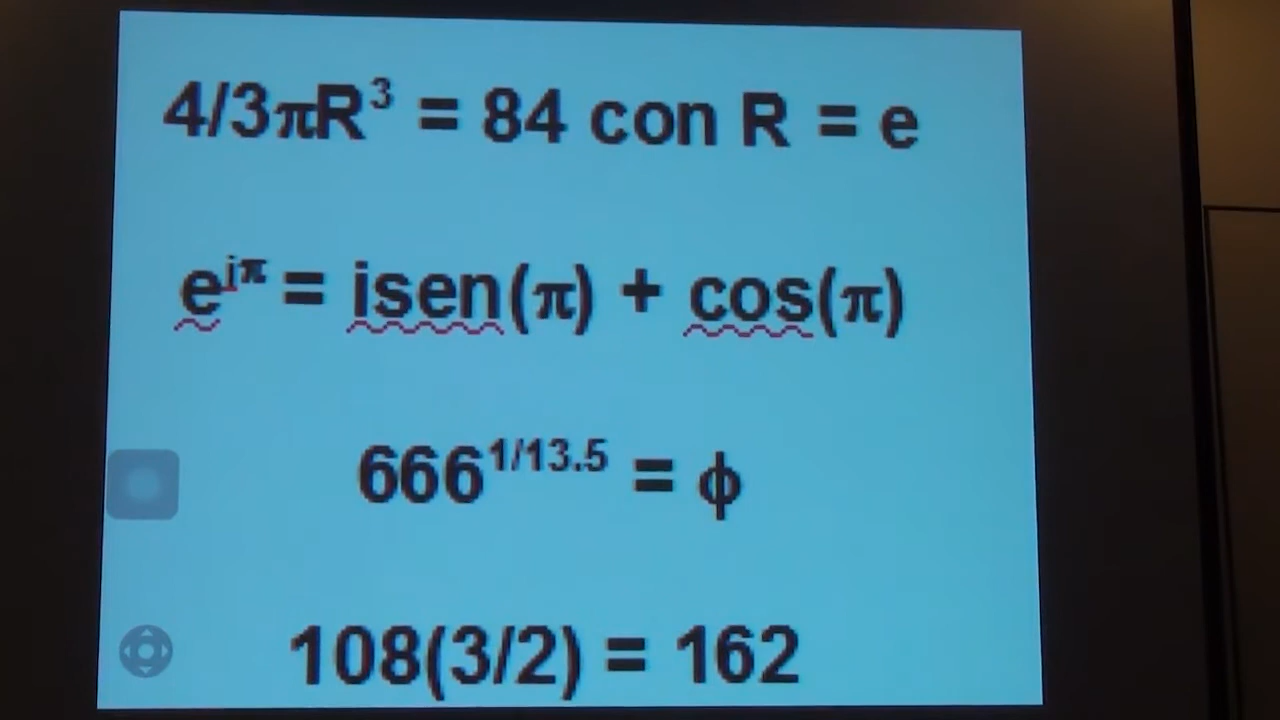 4/3πR³ = 84 con R = e
e^iπ = isen(π) + cos(π)
666^1/13.5 = ϕ
108(3/2) = 162